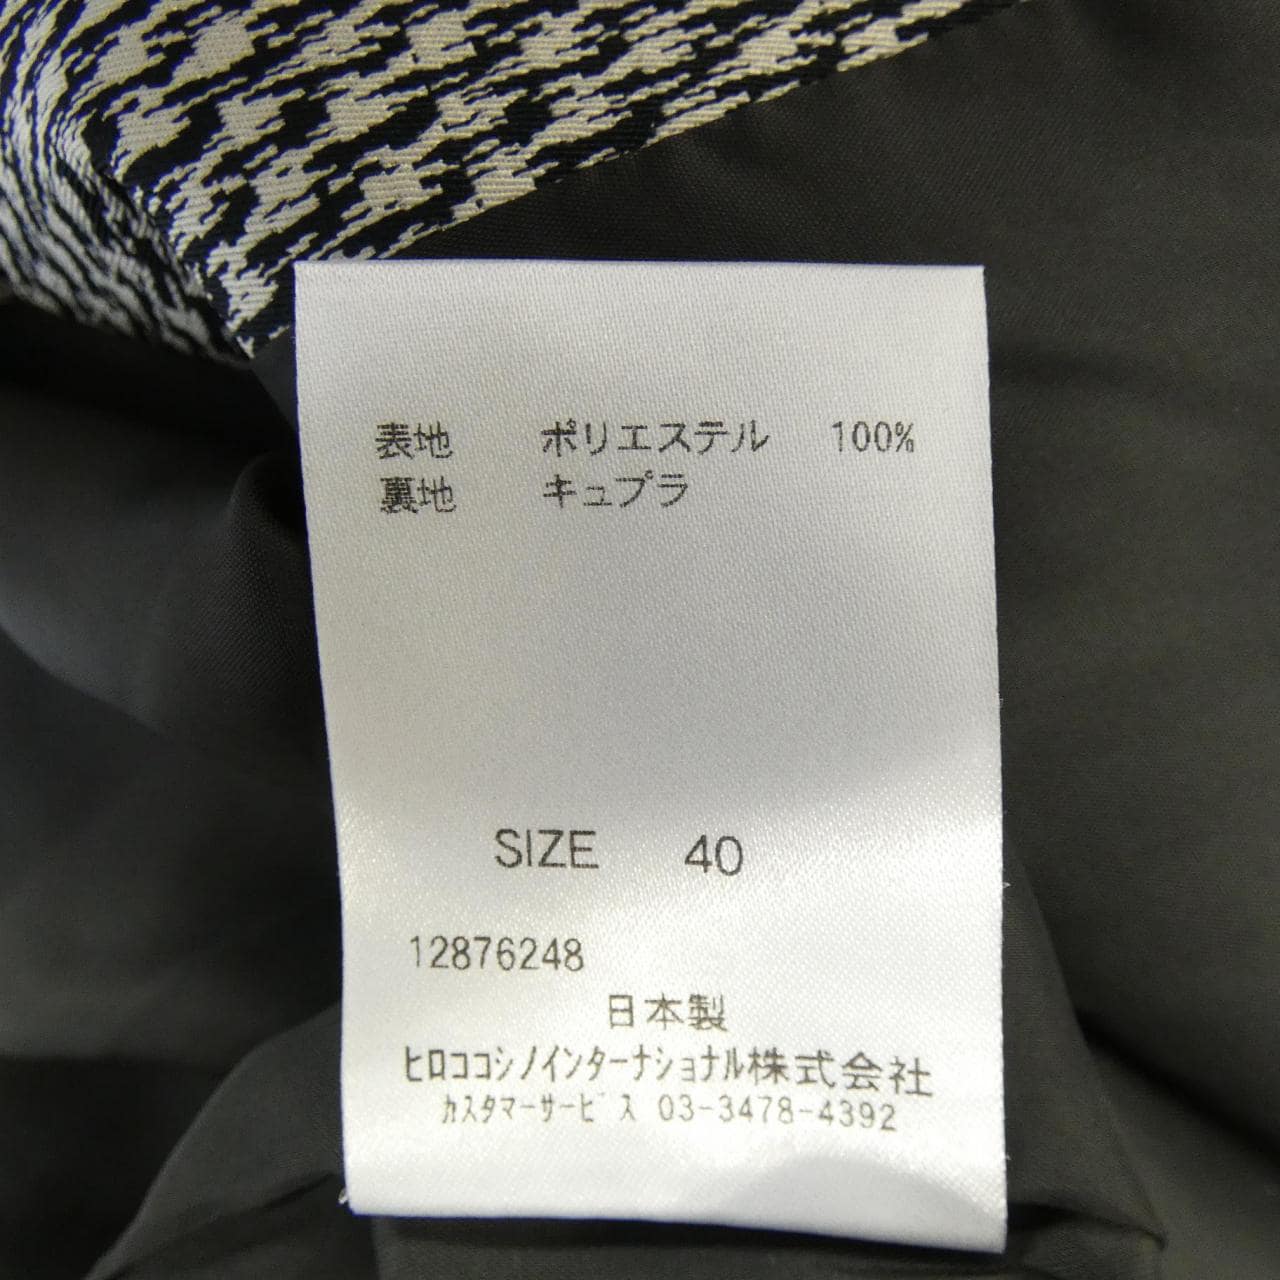 表地 ポリエステル 100%
裏地 キュプラ
SIZE 40
12876248
日本製
ヒロココシノインターナショナル株式会社
カスタマーサービス 03-3478-4392